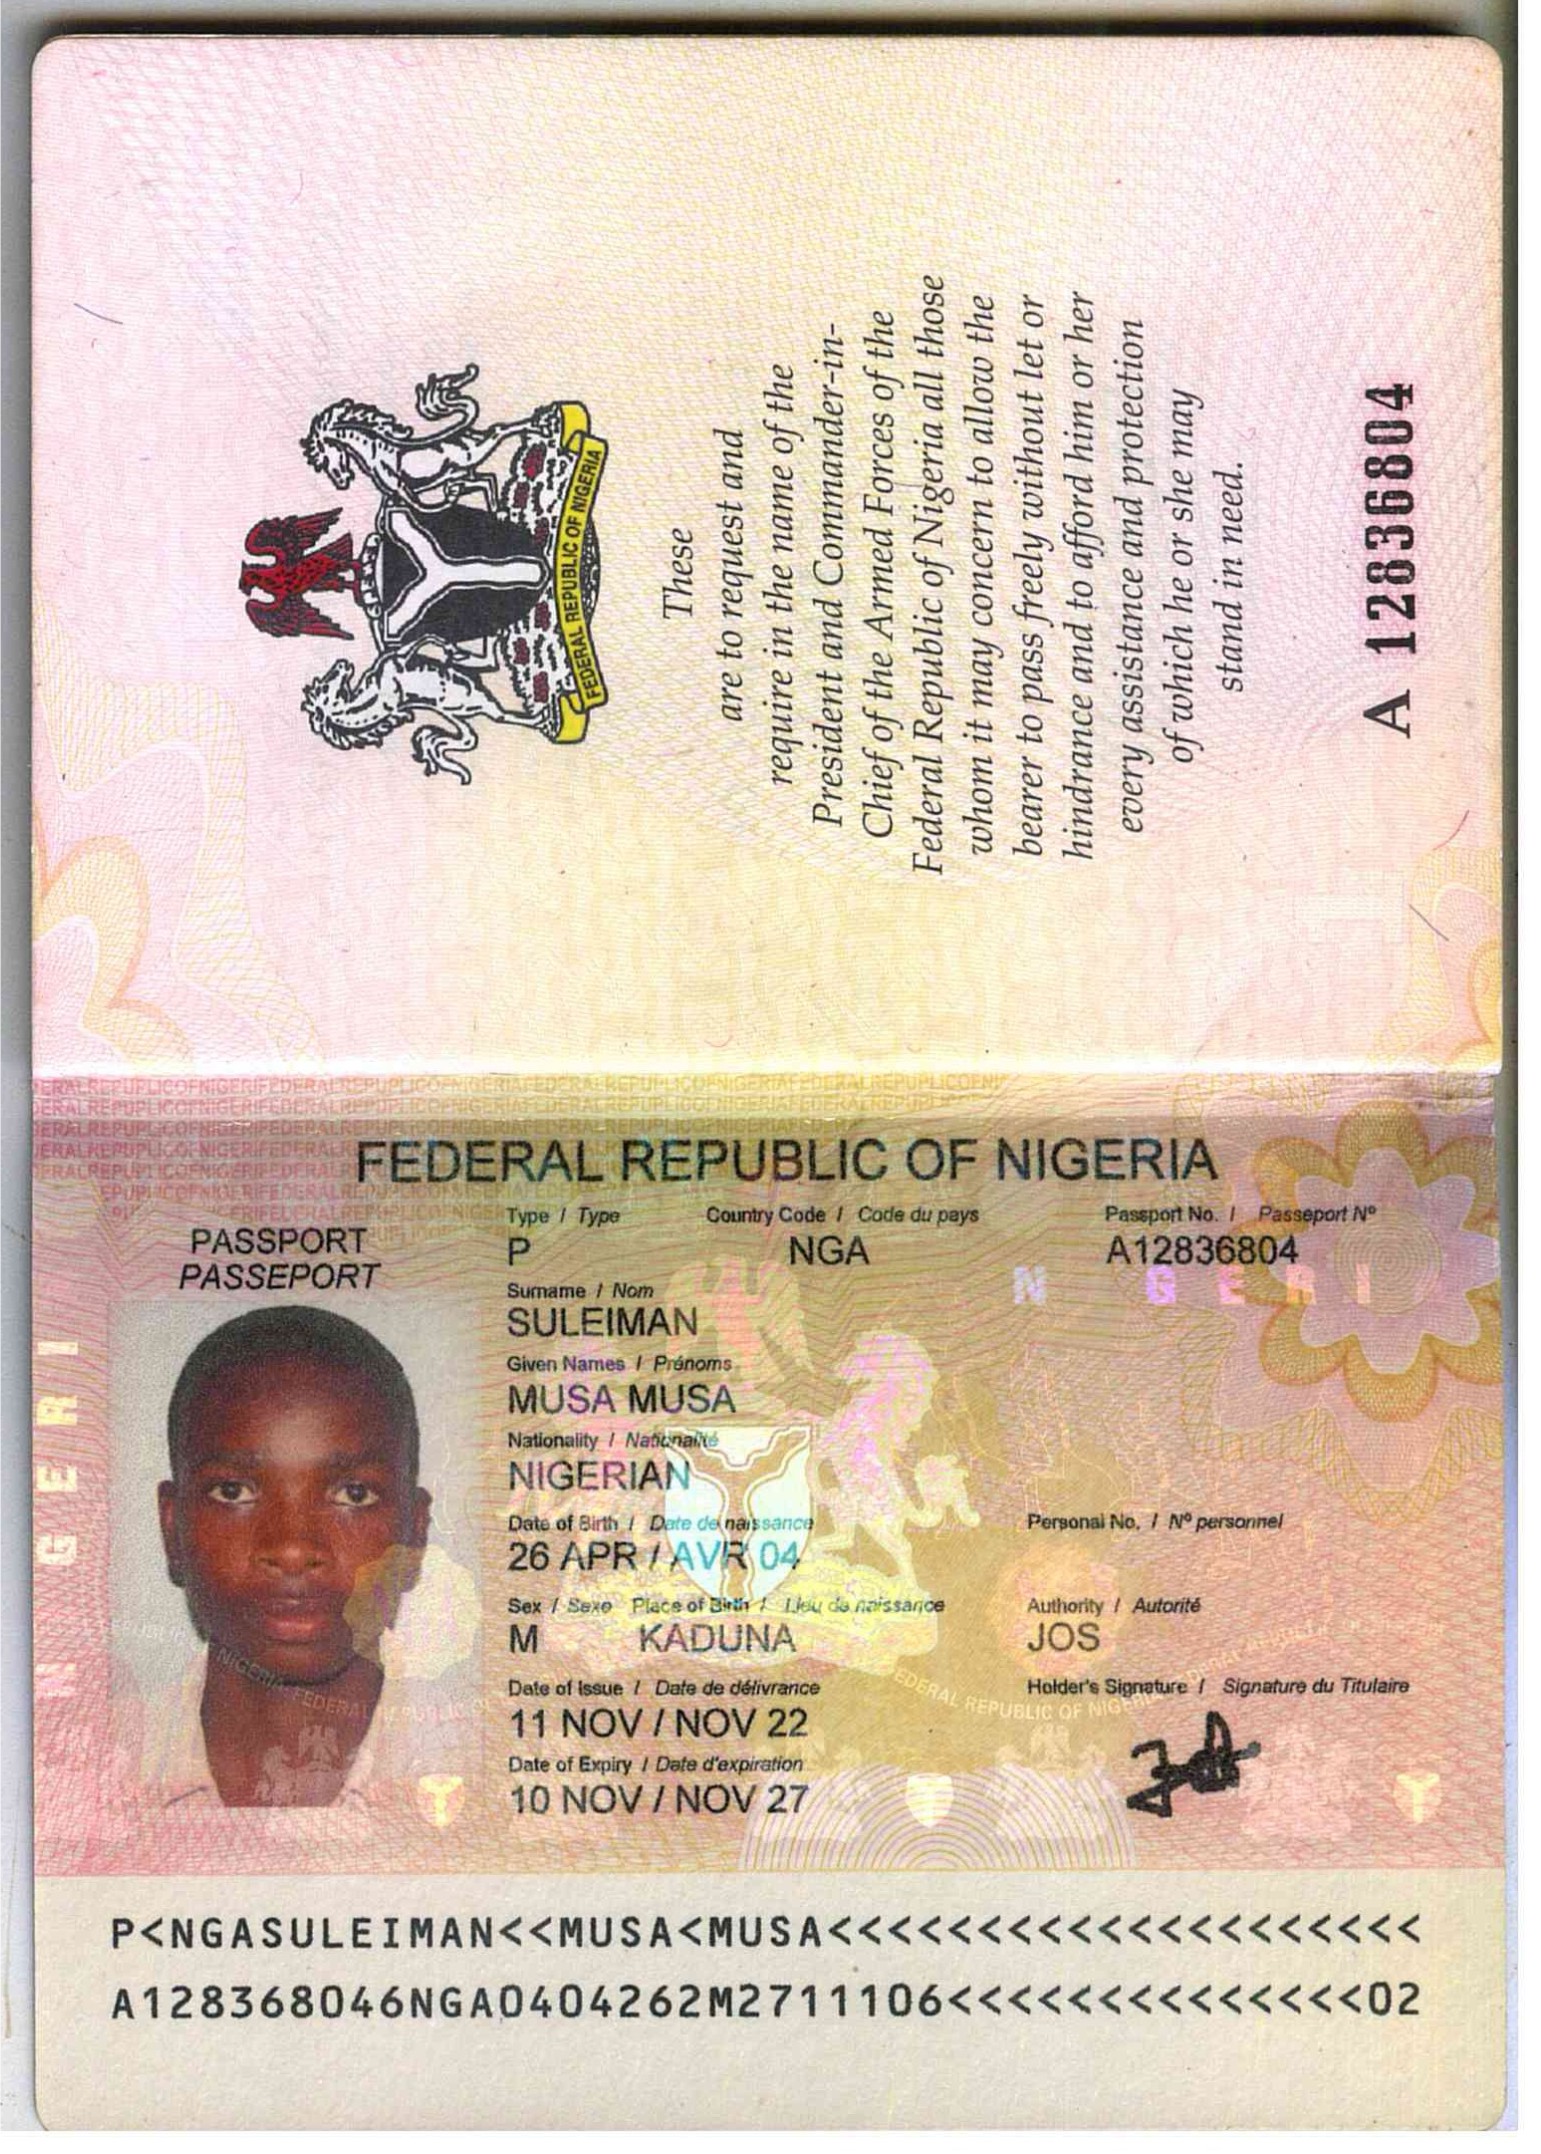 FEDERAL REPUBLIC OF NIGERIA
These
are to request and
require in the name of the
President and Commander-in-
Chief of the Armed Forces of the
Federal Republic of Nigeria all those
whom it may concern to allow the
bearer to pass freely without let or
hindrance and to afford him or her
every assistance and protection
of which he or she may
stand in need.
A 12836804
FEDERAL REPUBLIC OF NIGERIA
PASSPORT
PASSEPORT
Type / Type Country Code / Code du pays Passport No. / Passeport Nº
P NGA A12836804
Surname / Nom
SULEIMAN
Given Names / Prénoms
MUSA MUSA
Nationality / Nationalité
NIGERIAN
Date of Birth / Date de naissance Personal No. / Nº personnel
26 APR / AVR 04
Sex / Sexe Place of Birth / Lieu de naissance Authority / Autorité
M KADUNA JOS
Date of Issue / Date de délivrance Holder's Signature / Signature du Titulaire
11 NOV / NOV 22
Date of Expiry / Date d'expiration
10 NOV / NOV 27
P<NGASULEIMAN<<MUSA<MUSA<<<<<<<<<<<<<<<<<<<<
A128368046NGA0404262M2711106<<<<<<<<<<<<<<02